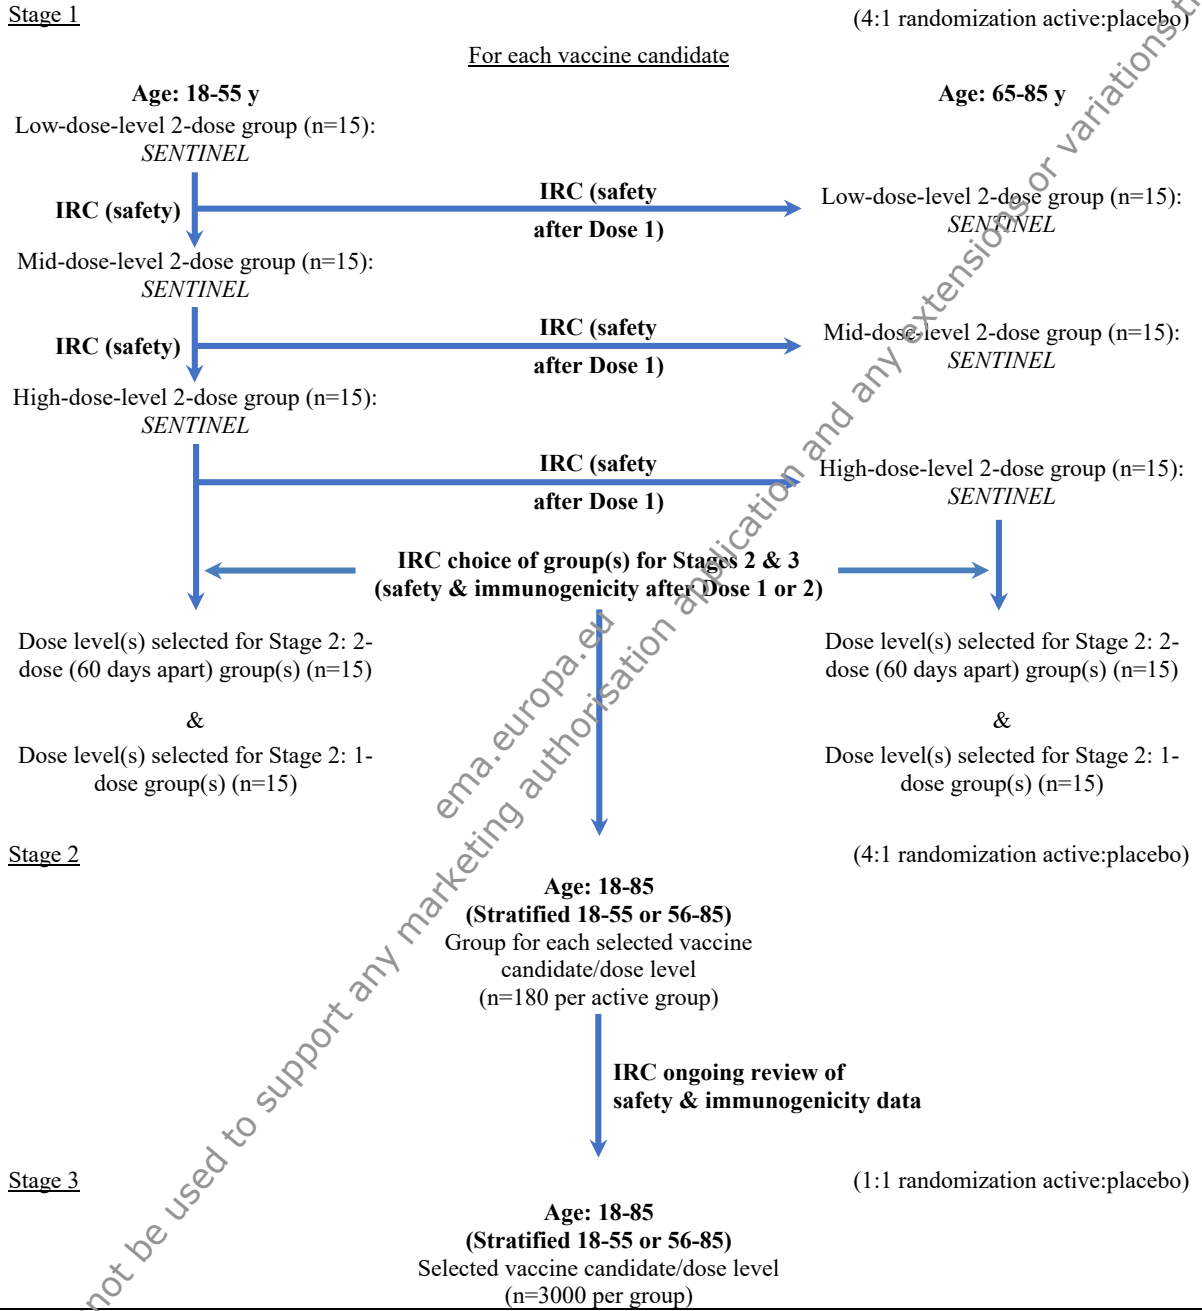 Stage 1
(4:1 randomization active:placebo)
For each vaccine candidate
Age: 18-55 y
Age: 65-85 y
Low-dose-level 2-dose group (n=15):
SENTINEL
IRC (safety)
IRC (safety
after Dose 1)
Low-dose-level 2-dose group (n=15):
SENTINEL
Mid-dose-level 2-dose group (n=15):
SENTINEL
IRC (safety)
IRC (safety
after Dose 1)
Mid-dose-level 2-dose group (n=15):
SENTINEL
High-dose-level 2-dose group (n=15):
SENTINEL
IRC (safety
after Dose 1)
High-dose-level 2-dose group (n=15):
SENTINEL
IRC choice of group(s) for Stages 2 & 3
(safety & immunogenicity after Dose 1 or 2)
Dose level(s) selected for Stage 2: 2-
dose (60 days apart) group(s) (n=15)
&
Dose level(s) selected for Stage 2: 1-
dose group(s) (n=15)
Dose level(s) selected for Stage 2: 2-
dose (60 days apart) group(s) (n=15)
&
Dose level(s) selected for Stage 2: 1-
dose group(s) (n=15)
Stage 2
(4:1 randomization active:placebo)
Age: 18-85
(Stratified 18-55 or 56-85)
Group for each selected vaccine
candidate/dose level
(n=180 per active group)
IRC ongoing review of
safety & immunogenicity data
Stage 3
(1:1 randomization active:placebo)
Age: 18-85
(Stratified 18-55 or 56-85)
Selected vaccine candidate/dose level
(n=3000 per group)
ema.europa.eu
not be used to support any marketing authorisation application and any extensions or variations